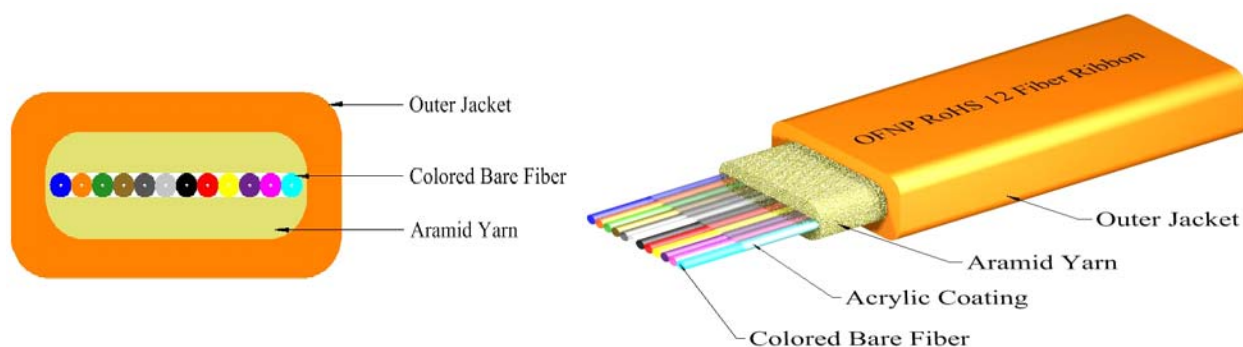 Outer Jacket
Colored Bare Fiber
Aramid Yarn
OFNP RoHS 12 Fiber Ribbon
Outer Jacket
Aramid Yarn
Acrylic Coating
Colored Bare Fiber